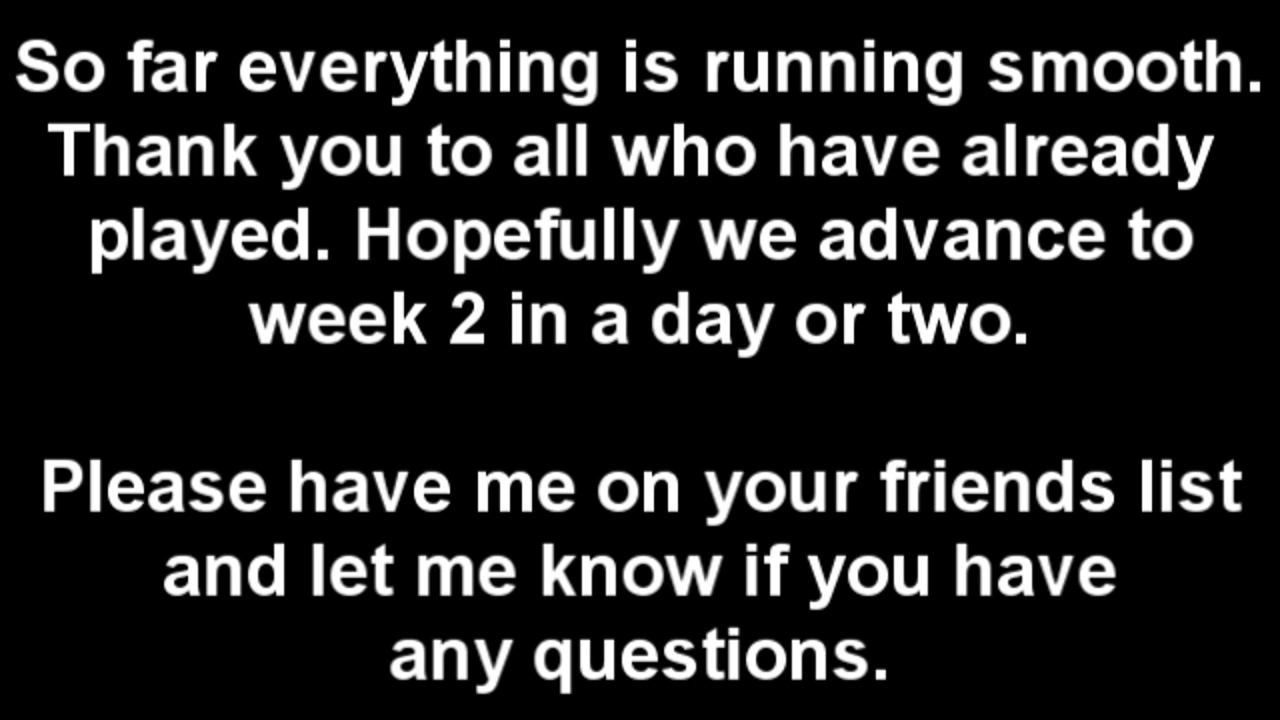 So far everything is running smooth.
Thank you to all who have already
played. Hopefully we advance to
week 2 in a day or two.
Please have me on your friends list
and let me know if you have
any questions.